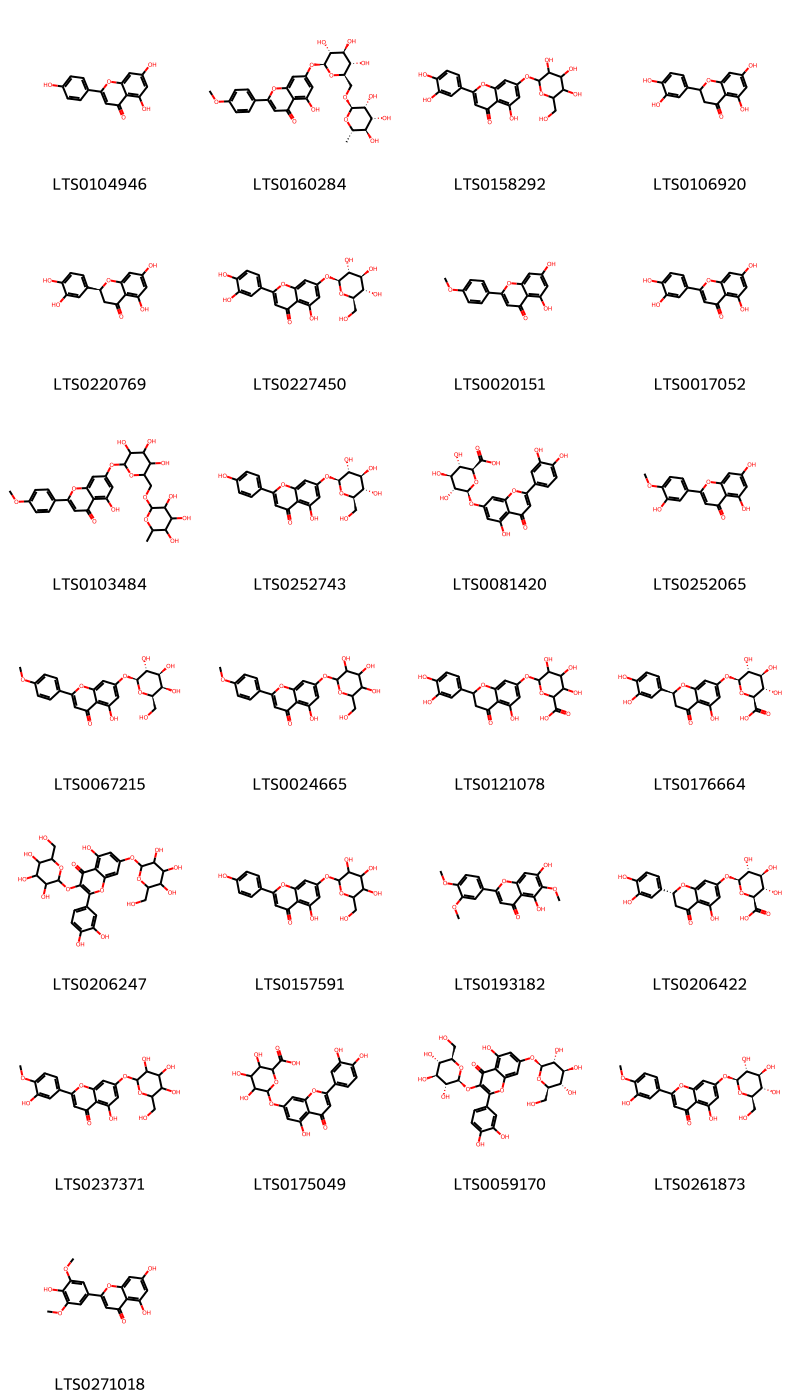 LTS0104946 LTS0160284 LTS0158292 LTS0106920
LTS0220769 LTS0227450 LTS0020151 LTS0017052
LTS0103484 LTS0252743 LTS0081420 LTS0252065
LTS0067215 LTS0024665 LTS0121078 LTS0176664
LTS0206247 LTS0157591 LTS0193182 LTS0206422
LTS0237371 LTS0175049 LTS0059170 LTS0261873
LTS0271018